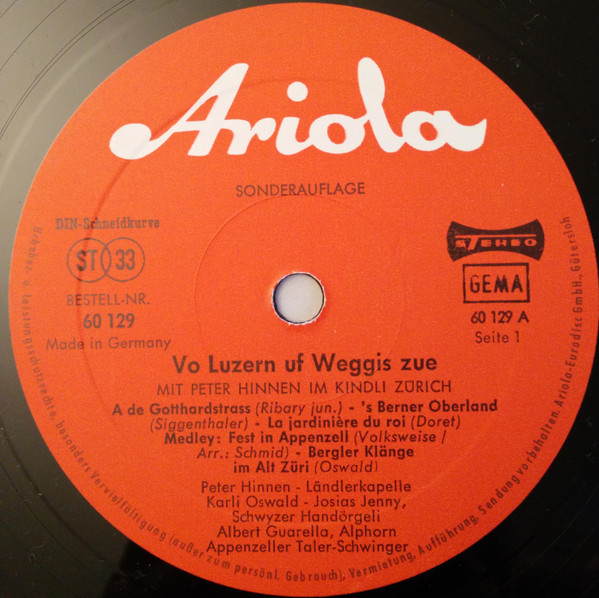 Ariola
SONDERAUFLAGE
DIN-Schneidkurve
ST 33
BESTELL-NR.
60 129
Made in Germany
STEREO
GEMA
60 129 A
Seite 1
Vo Luzern uf Weggis zue
MIT PETER HINNEN IM KINDLI ZÜRICH
A de Gotthardstrass (Ribary jun.) - 's Berner Oberland
(Siggenthaler) - La jardinière du roi (Doret)
Medley: Fest in Appenzell (Volksweise /
Arr.: Schmid) - Bergler Klänge
im Alt Züri (Oswald)
Peter Hinnen - Ländlerkapelle
Karli Oswald - Josias Jenny,
Schwyzer Handörgeli
Albert Guarella, Alphorn
Appenzeller Taler-Schwinger
(Urheber- u. leistungsschutzrechte, besonders Vervielfältigung (außer zum persönl. Gebrauch), Vermietung, Aufführung, Sendung vorbehalten. Ariola-Eurodisc GmbH., Gütersloh